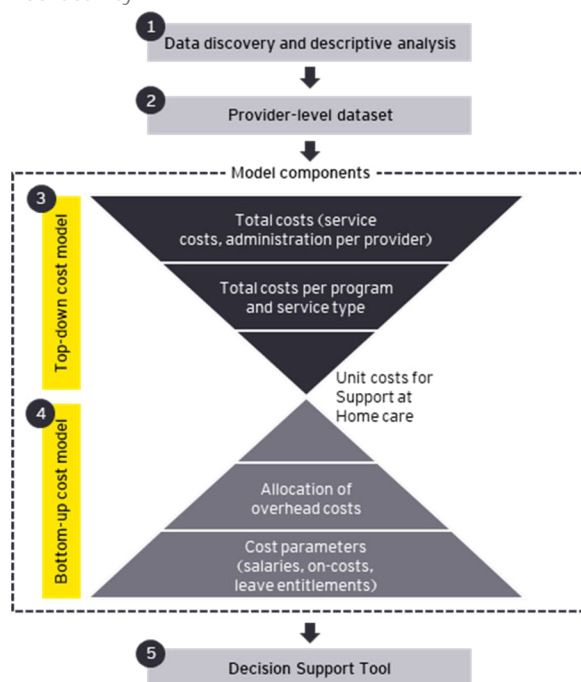 1
Data discovery and descriptive analysis
2
Provider-level dataset
Model components
3
Top-down cost model
Total costs (service
costs, administration per provider)
Total costs per program
and service type
Unit costs for
Support at
Home care
4
Bottom-up cost model
Allocation of
overhead costs
Cost parameters
(salaries, on-costs,
leave entitlements)
5
Decision Support Tool